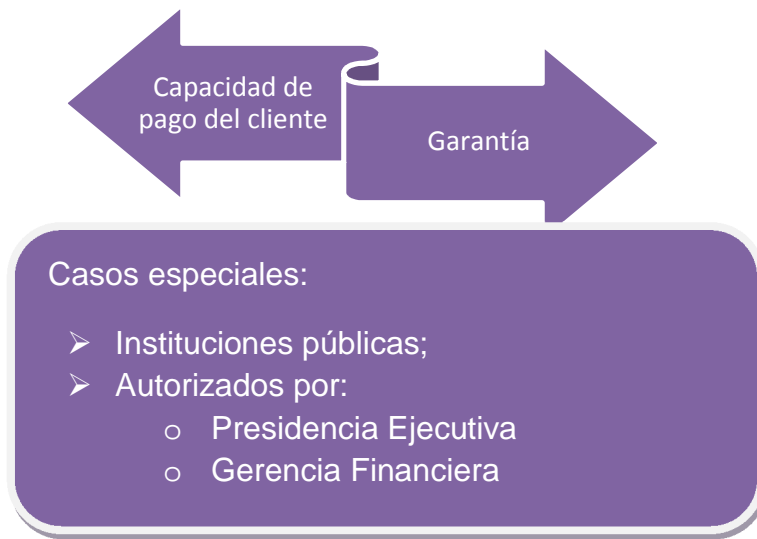 Capacidad de
pago del cliente
Garantía
Casos especiales:
➢ Instituciones públicas;
➢ Autorizados por:
o Presidencia Ejecutiva
o Gerencia Financiera